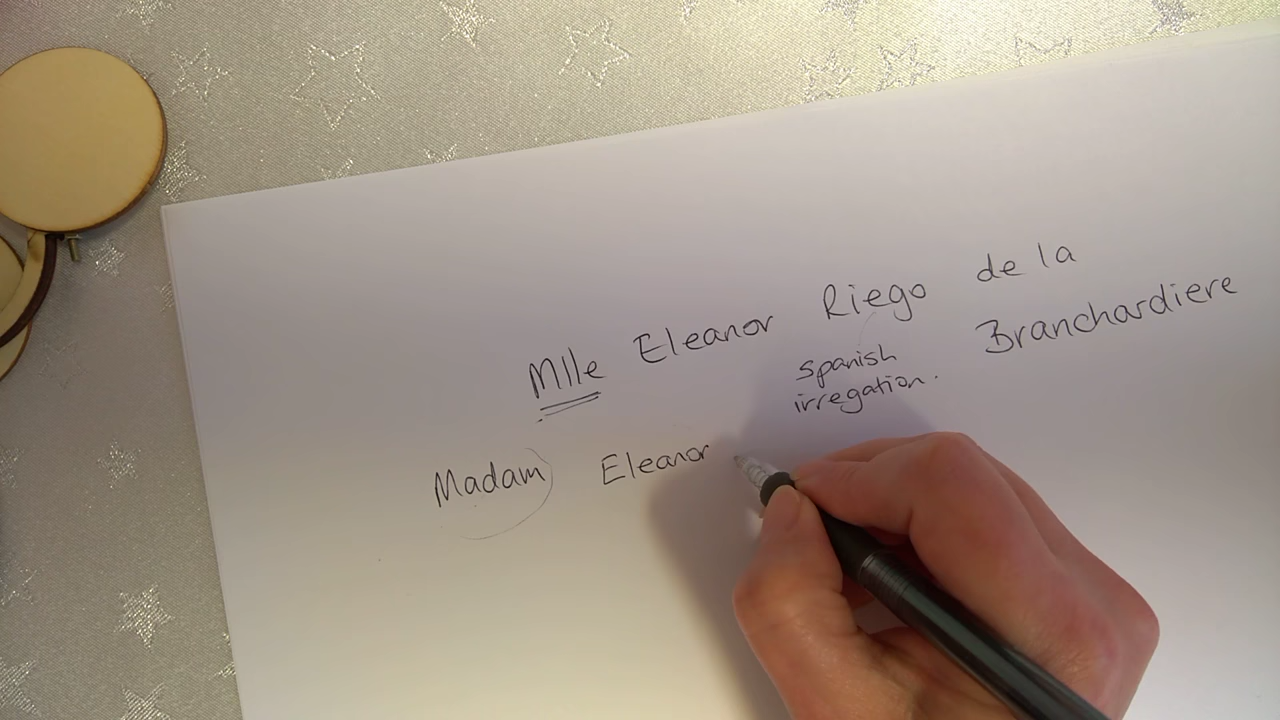 Mlle Eleanor Riego de la
Branchardiere
spanish
irregation.
Madam Eleanor